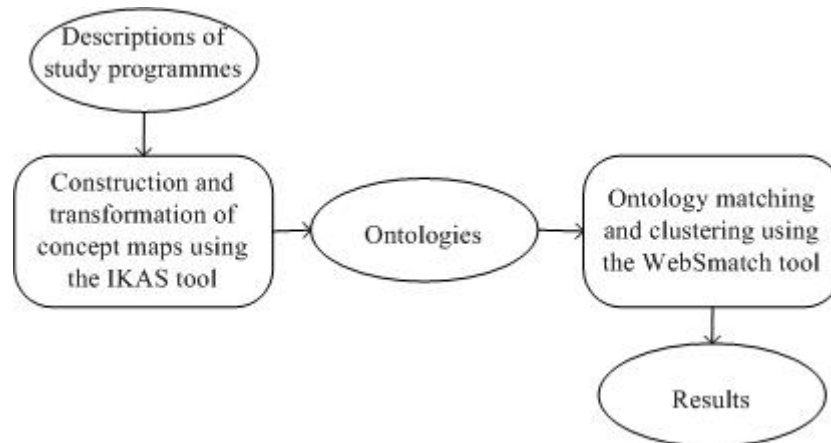 Descriptions of
study programmes
Construction and
transformation of
concept maps using
the IKAS tool
Ontologies
Ontology matching
and clustering using
the WebSmatch tool
Results